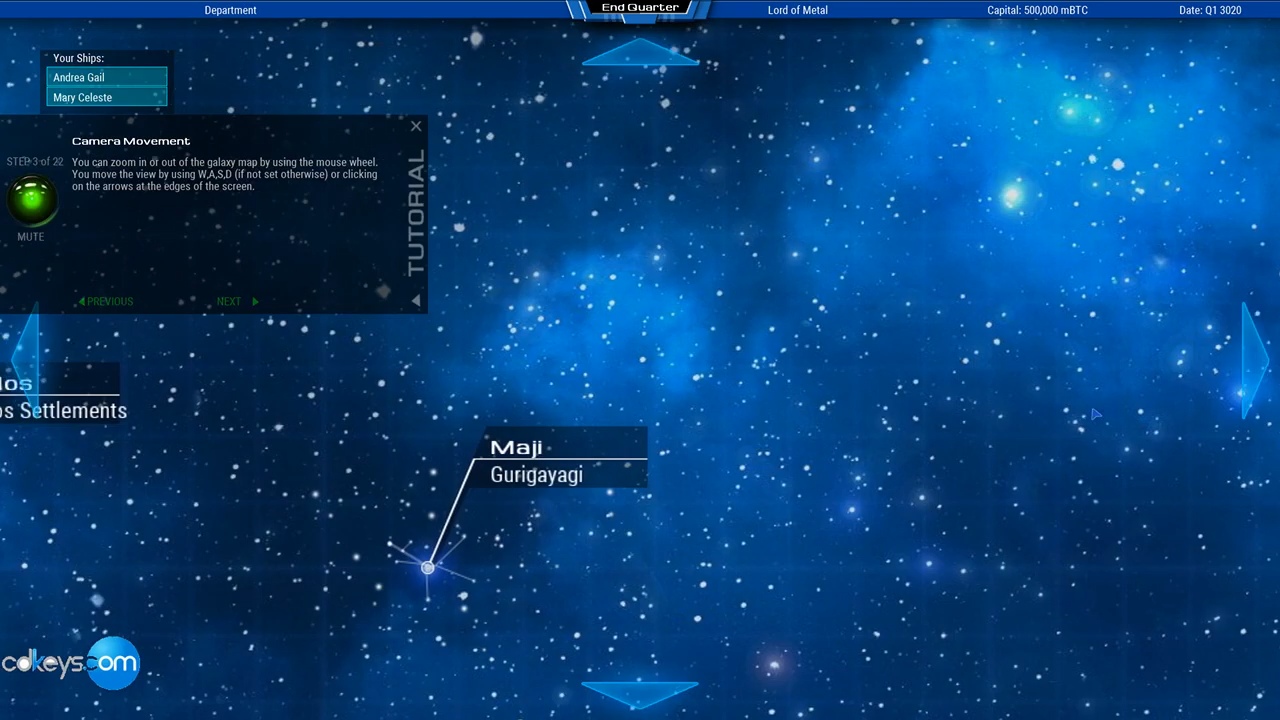 Department
End Quarter
Lord of Metal
Capital: 500,000 mBTC
Date: Q1 3020
Your Ships:
Andrea Gail
Mary Celeste
Camera Movement
STEP 3 of 22
You can zoom in or out of the galaxy map by using the mouse wheel.
You move the view by using W,A,S,D (if not set otherwise) or clicking
on the arrows at the edges of the screen.
MUTE
TUTORIAL
PREVIOUS
NEXT
Settlements
Maji
Gurigayagi
cdkeys.com